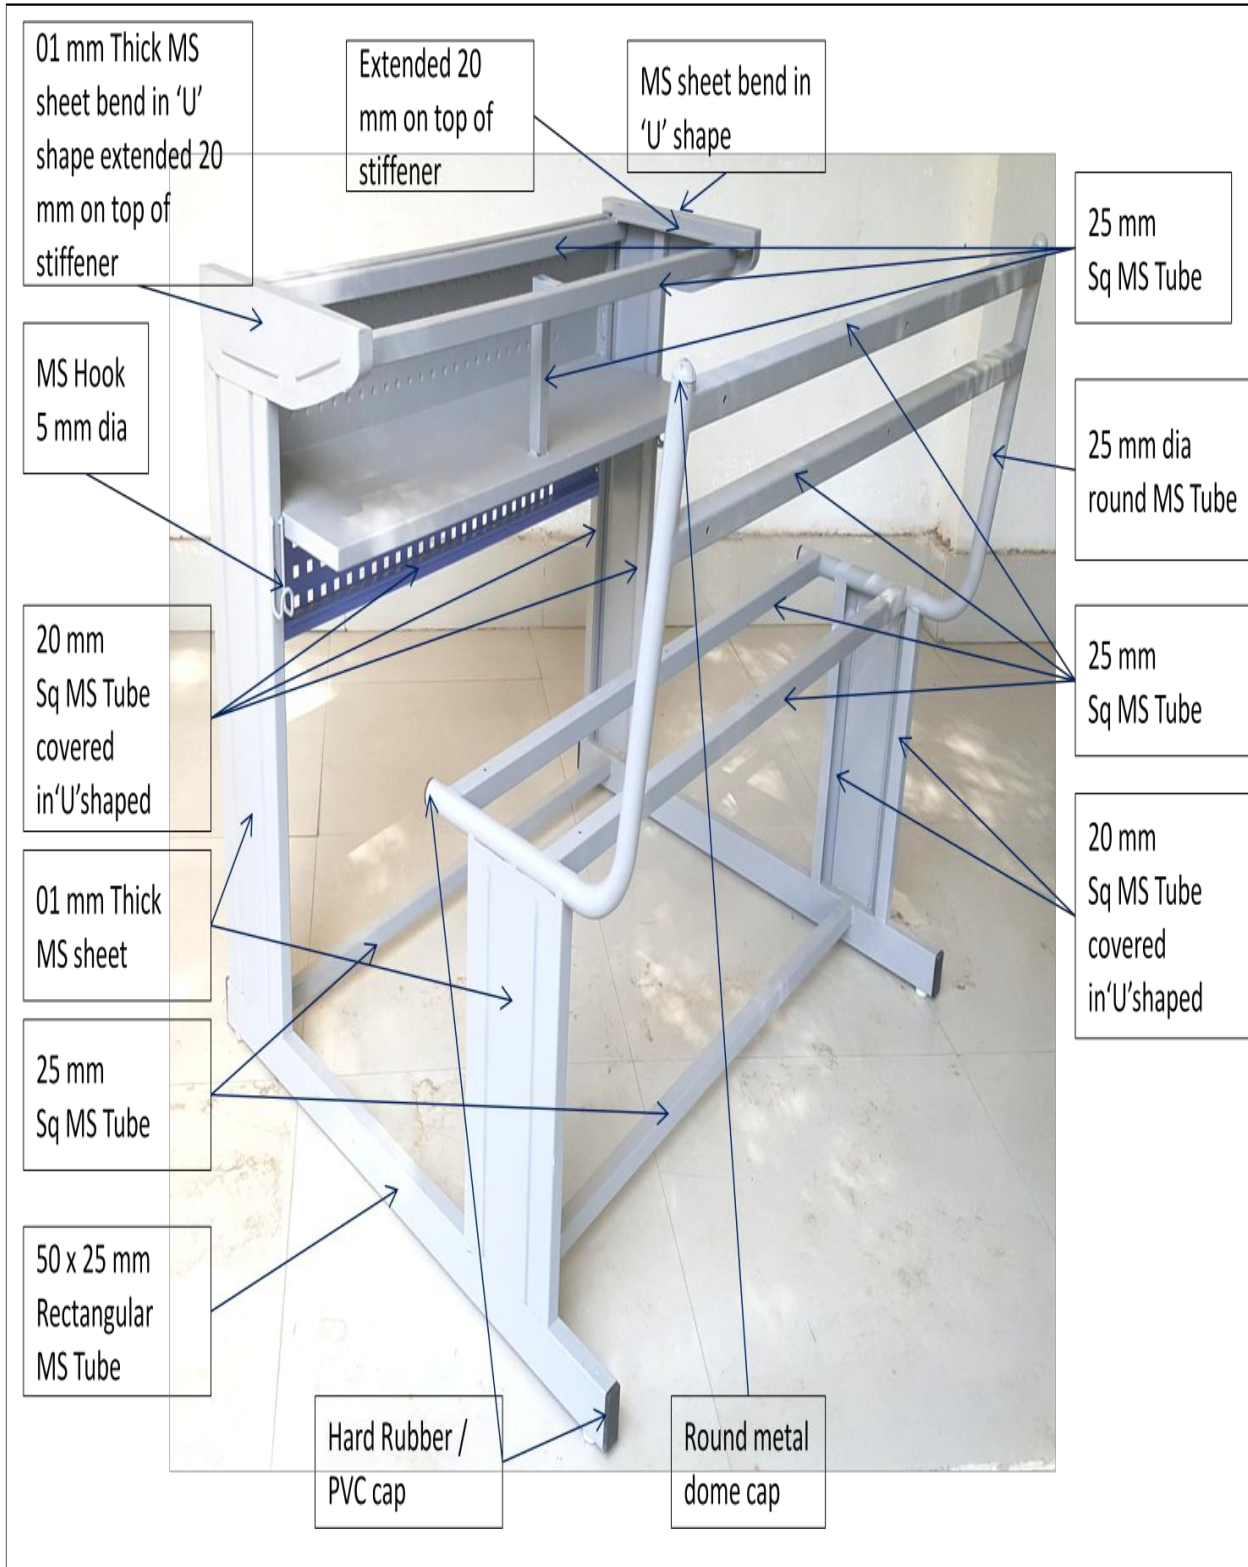 01 mm Thick MS
sheet bend in ‘U’
shape extended 20
mm on top of
stiffener
Extended 20
mm on top of
stiffener
MS sheet bend in
‘U’ shape
25 mm
Sq MS Tube
MS Hook
5 mm dia
25 mm dia
round MS Tube
20 mm
Sq MS Tube
covered
in‘U’shaped
25 mm
Sq MS Tube
01 mm Thick
MS sheet
20 mm
Sq MS Tube
covered
in‘U’shaped
25 mm
Sq MS Tube
50 x 25 mm
Rectangular
MS Tube
Hard Rubber /
PVC cap
Round metal
dome cap